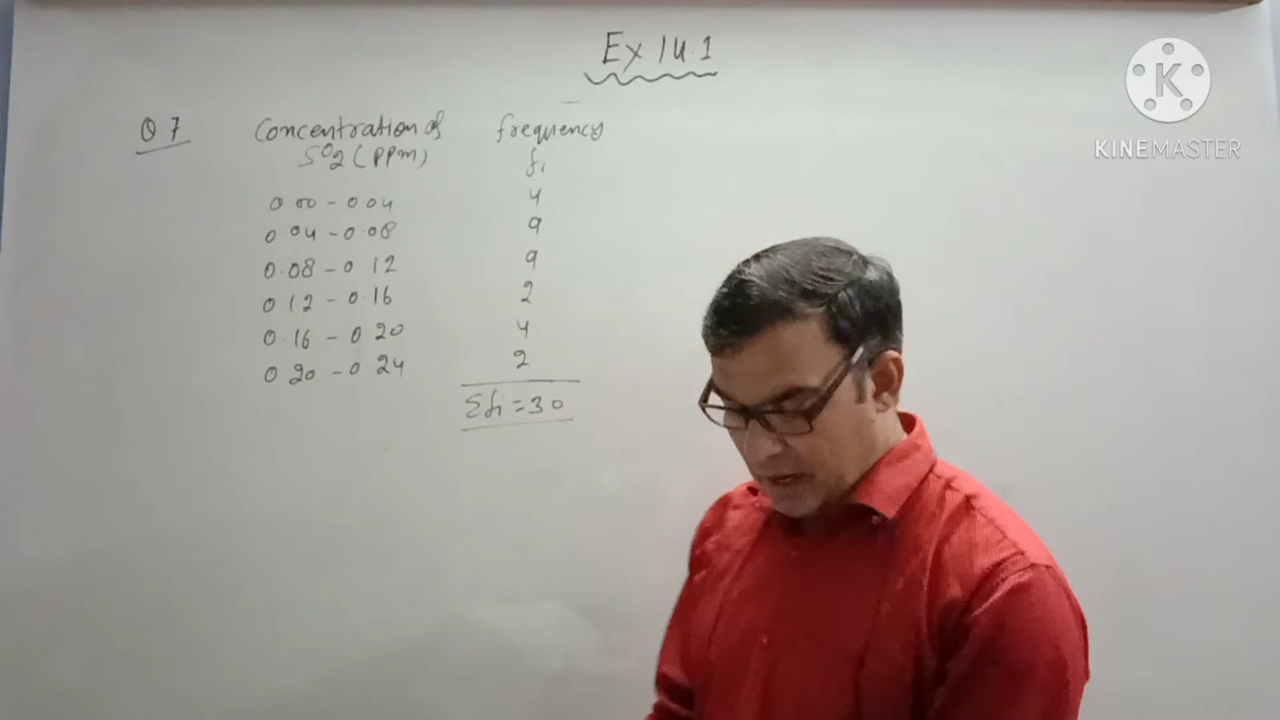 Ex 14.1
Q 7 Concentration of frequency
SO2 (PPm) fi
0.00 - 0.04 4
0.04 - 0.08 9
0.08 - 0.12 9
0.12 - 0.16 2
0.16 - 0.20 4
0.20 - 0.24 2
Σfi = 30
K
KINEMASTER